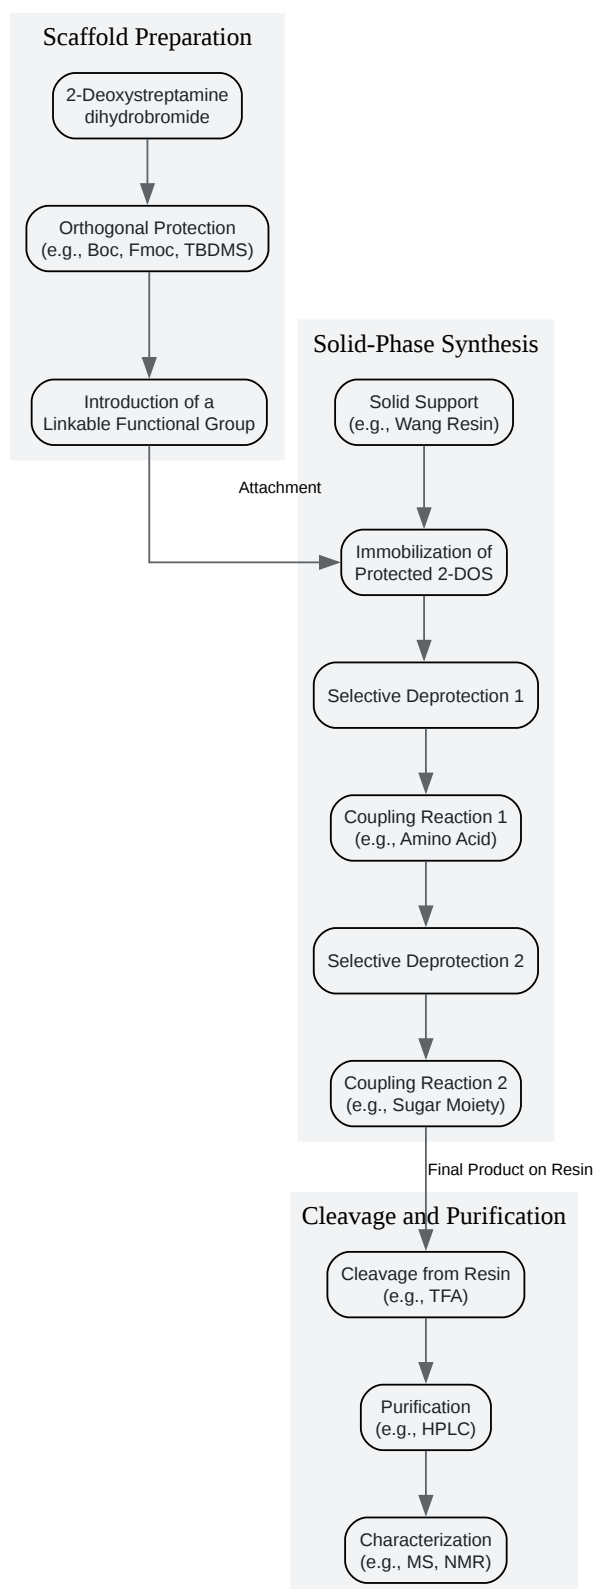 Scaffold Preparation
2-Deoxystreptamine
dihydrobromide
Orthogonal Protection
(e.g., Boc, Fmoc, TBDMS)
Introduction of a
Linkable Functional Group
Attachment
Solid-Phase Synthesis
Solid Support
(e.g., Wang Resin)
Immobilization of
Protected 2-DOS
Selective Deprotection 1
Coupling Reaction 1
(e.g., Amino Acid)
Selective Deprotection 2
Coupling Reaction 2
(e.g., Sugar Moiety)
Final Product on Resin
Cleavage and Purification
Cleavage from Resin
(e.g., TFA)
Purification
(e.g., HPLC)
Characterization
(e.g., MS, NMR)